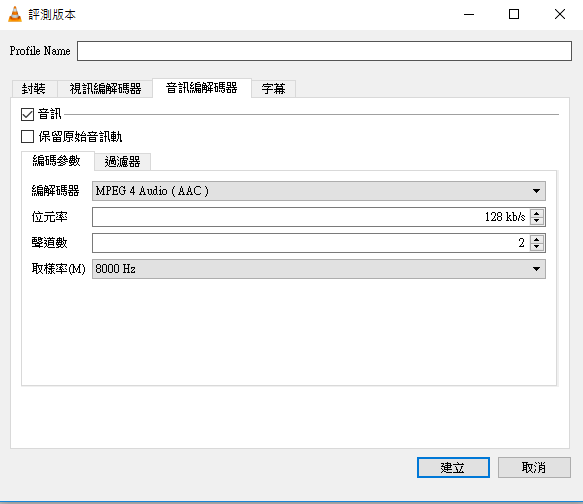 評測版本
Profile Name
封裝 視訊編解碼器 音訊編解碼器 字幕
音訊
保留原始音訊軌
編碼參數 過濾器
編解碼器 MPEG 4 Audio ( AAC )
位元率 128 kb/s
聲道數 2
取樣率(M) 8000 Hz
建立 取消